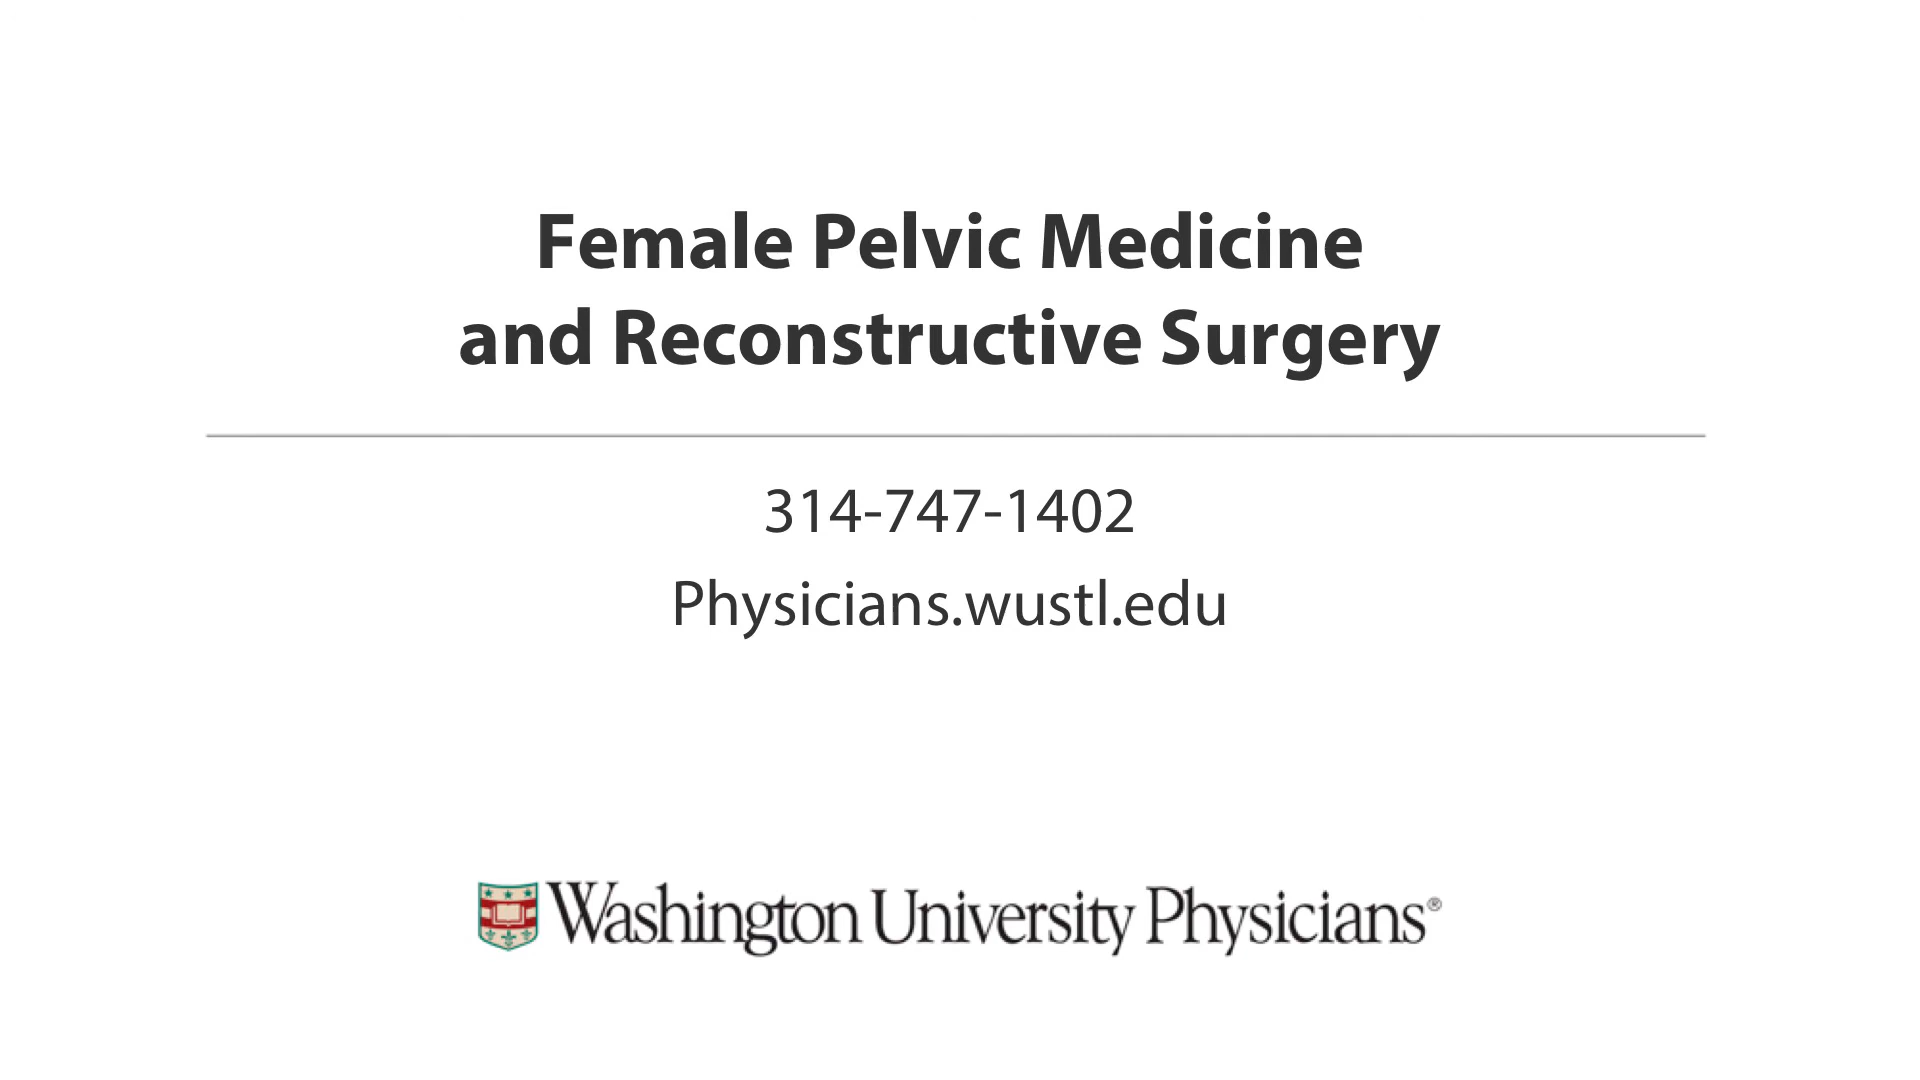 Female Pelvic Medicine
and Reconstructive Surgery
314-747-1402
Physicians.wustl.edu
Washington University Physicians®